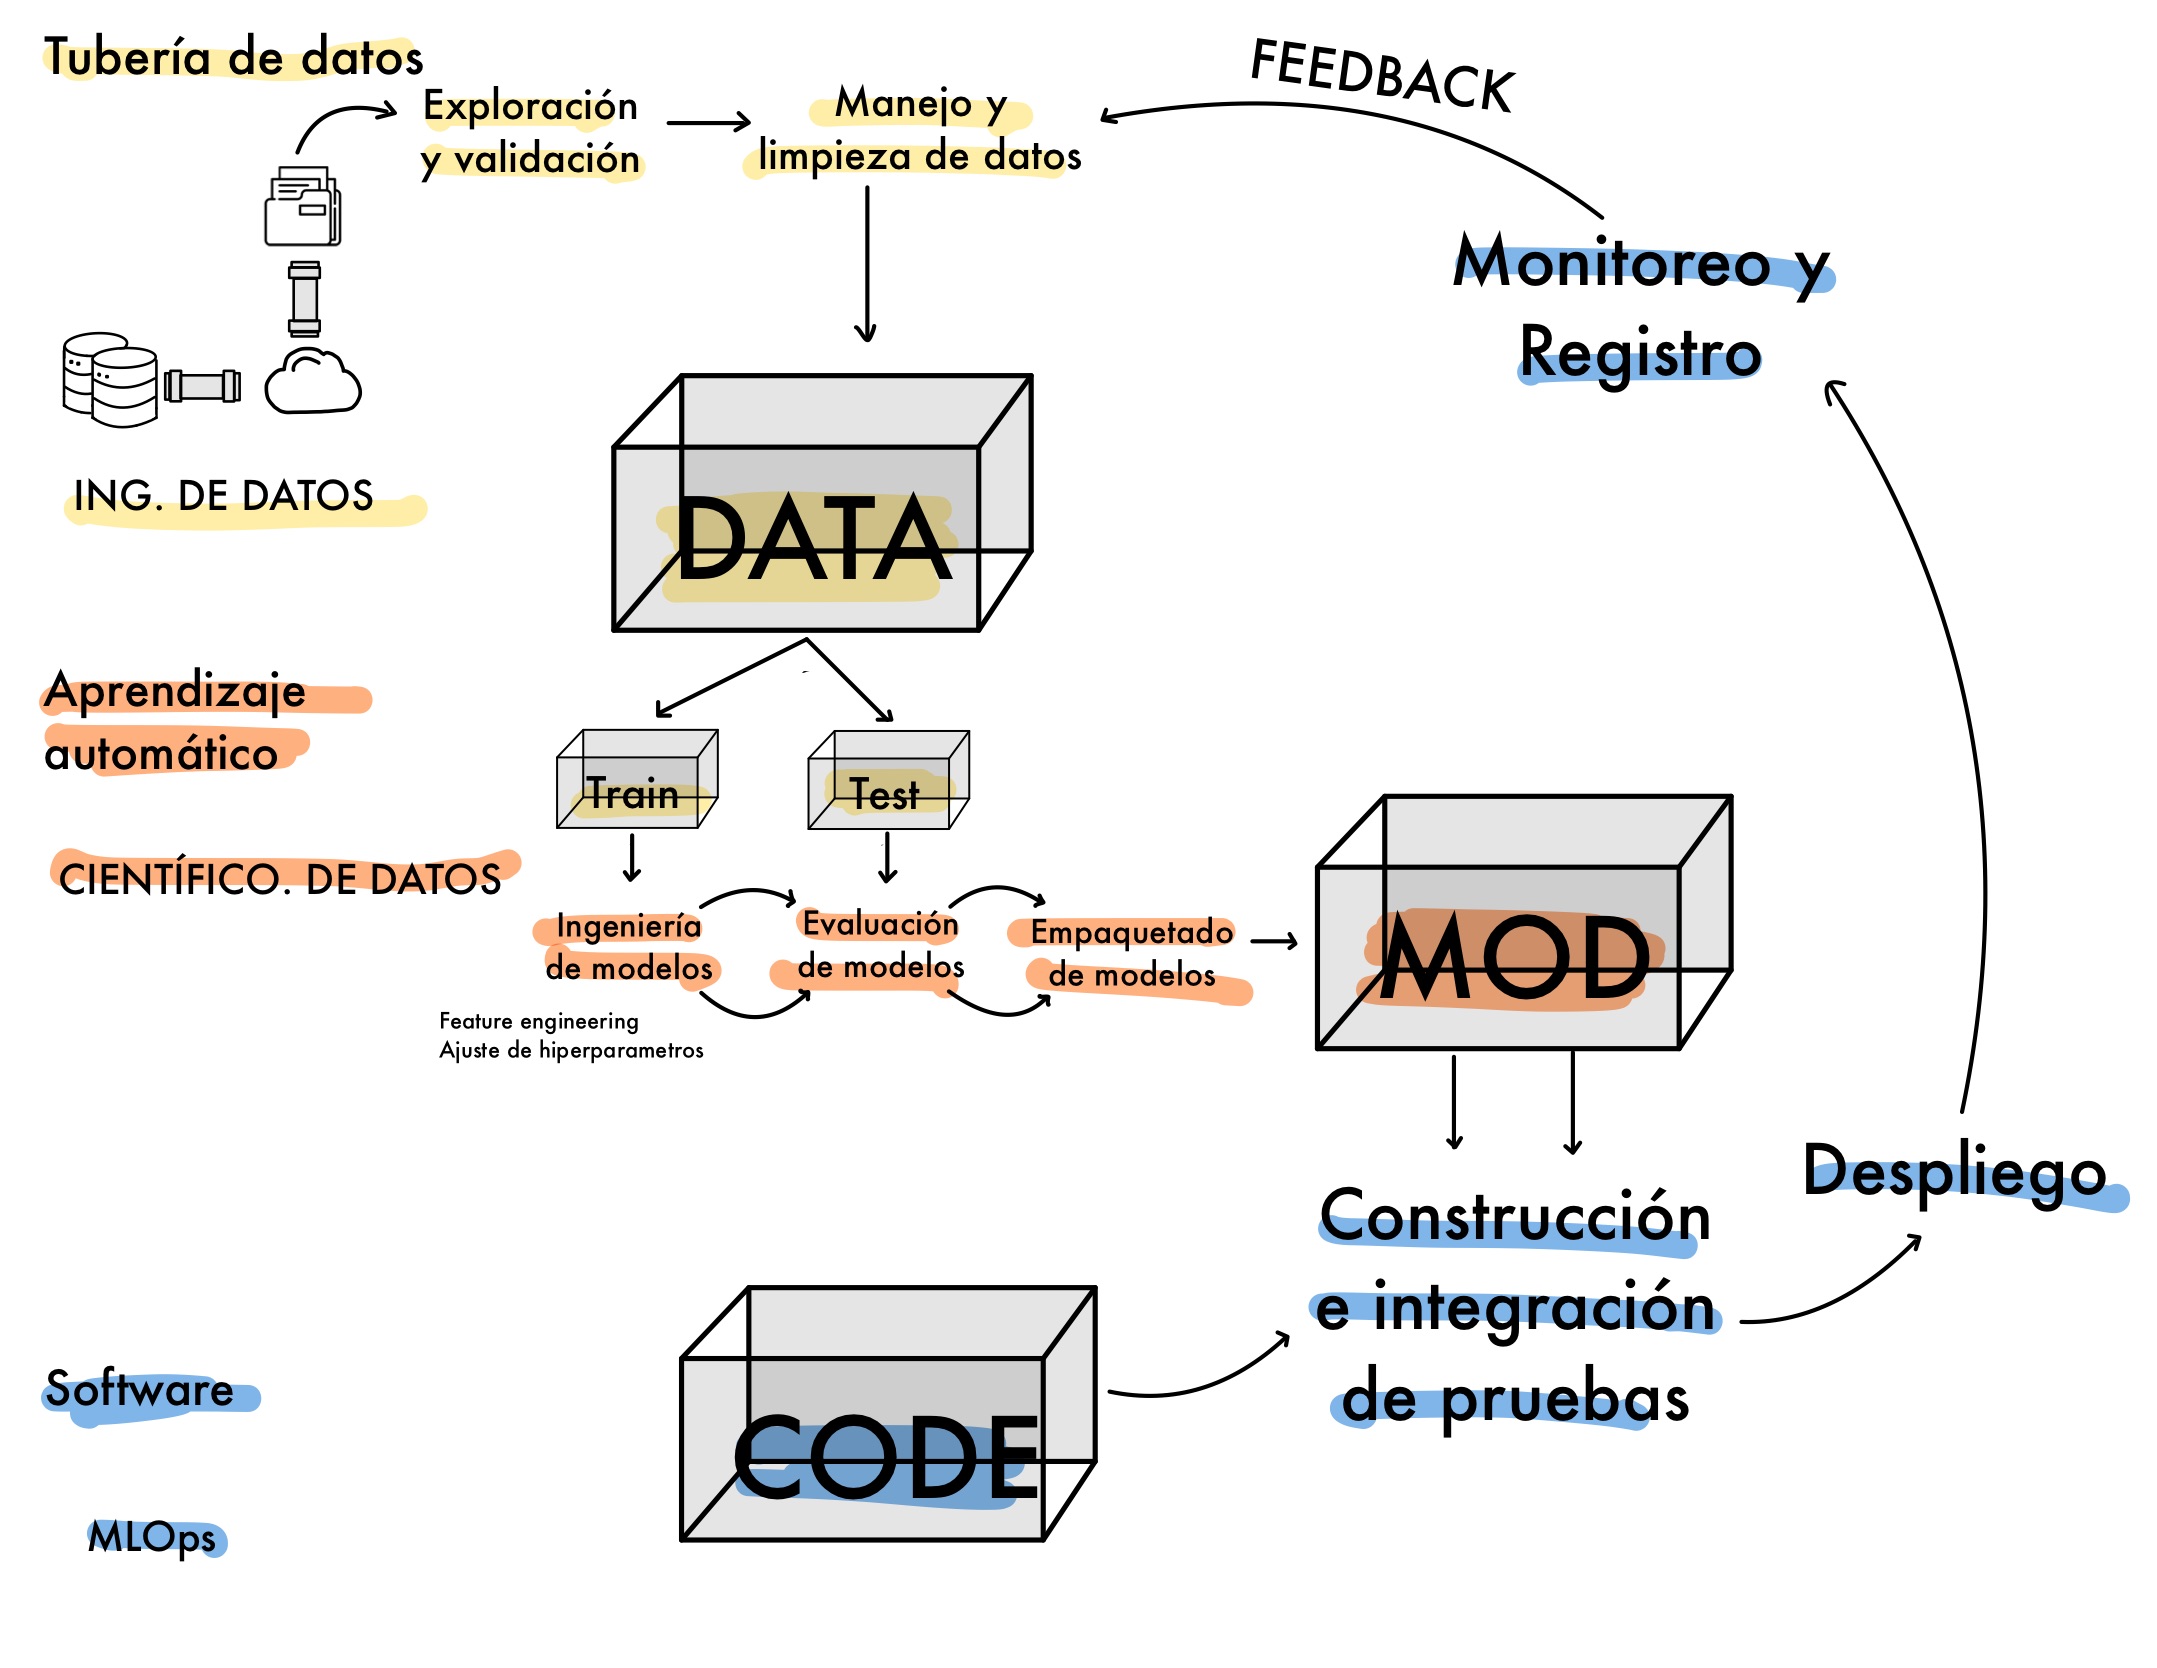 Tubería de datos
Exploración
y validación
Manejo y
limpieza de datos
FEEDBACK
Monitoreo y
Registro
ING. DE DATOS
DATA
Aprendizaje
automático
Train
Test
CIENTÍFICO. DE DATOS
Ingeniería
de modelos
Evaluación
de modelos
Empaquetado
de modelos
MOD
Feature engineering
Ajuste de hiperparametros
Despliego
Construcción
e integración
de pruebas
Software
CODE
MLOps